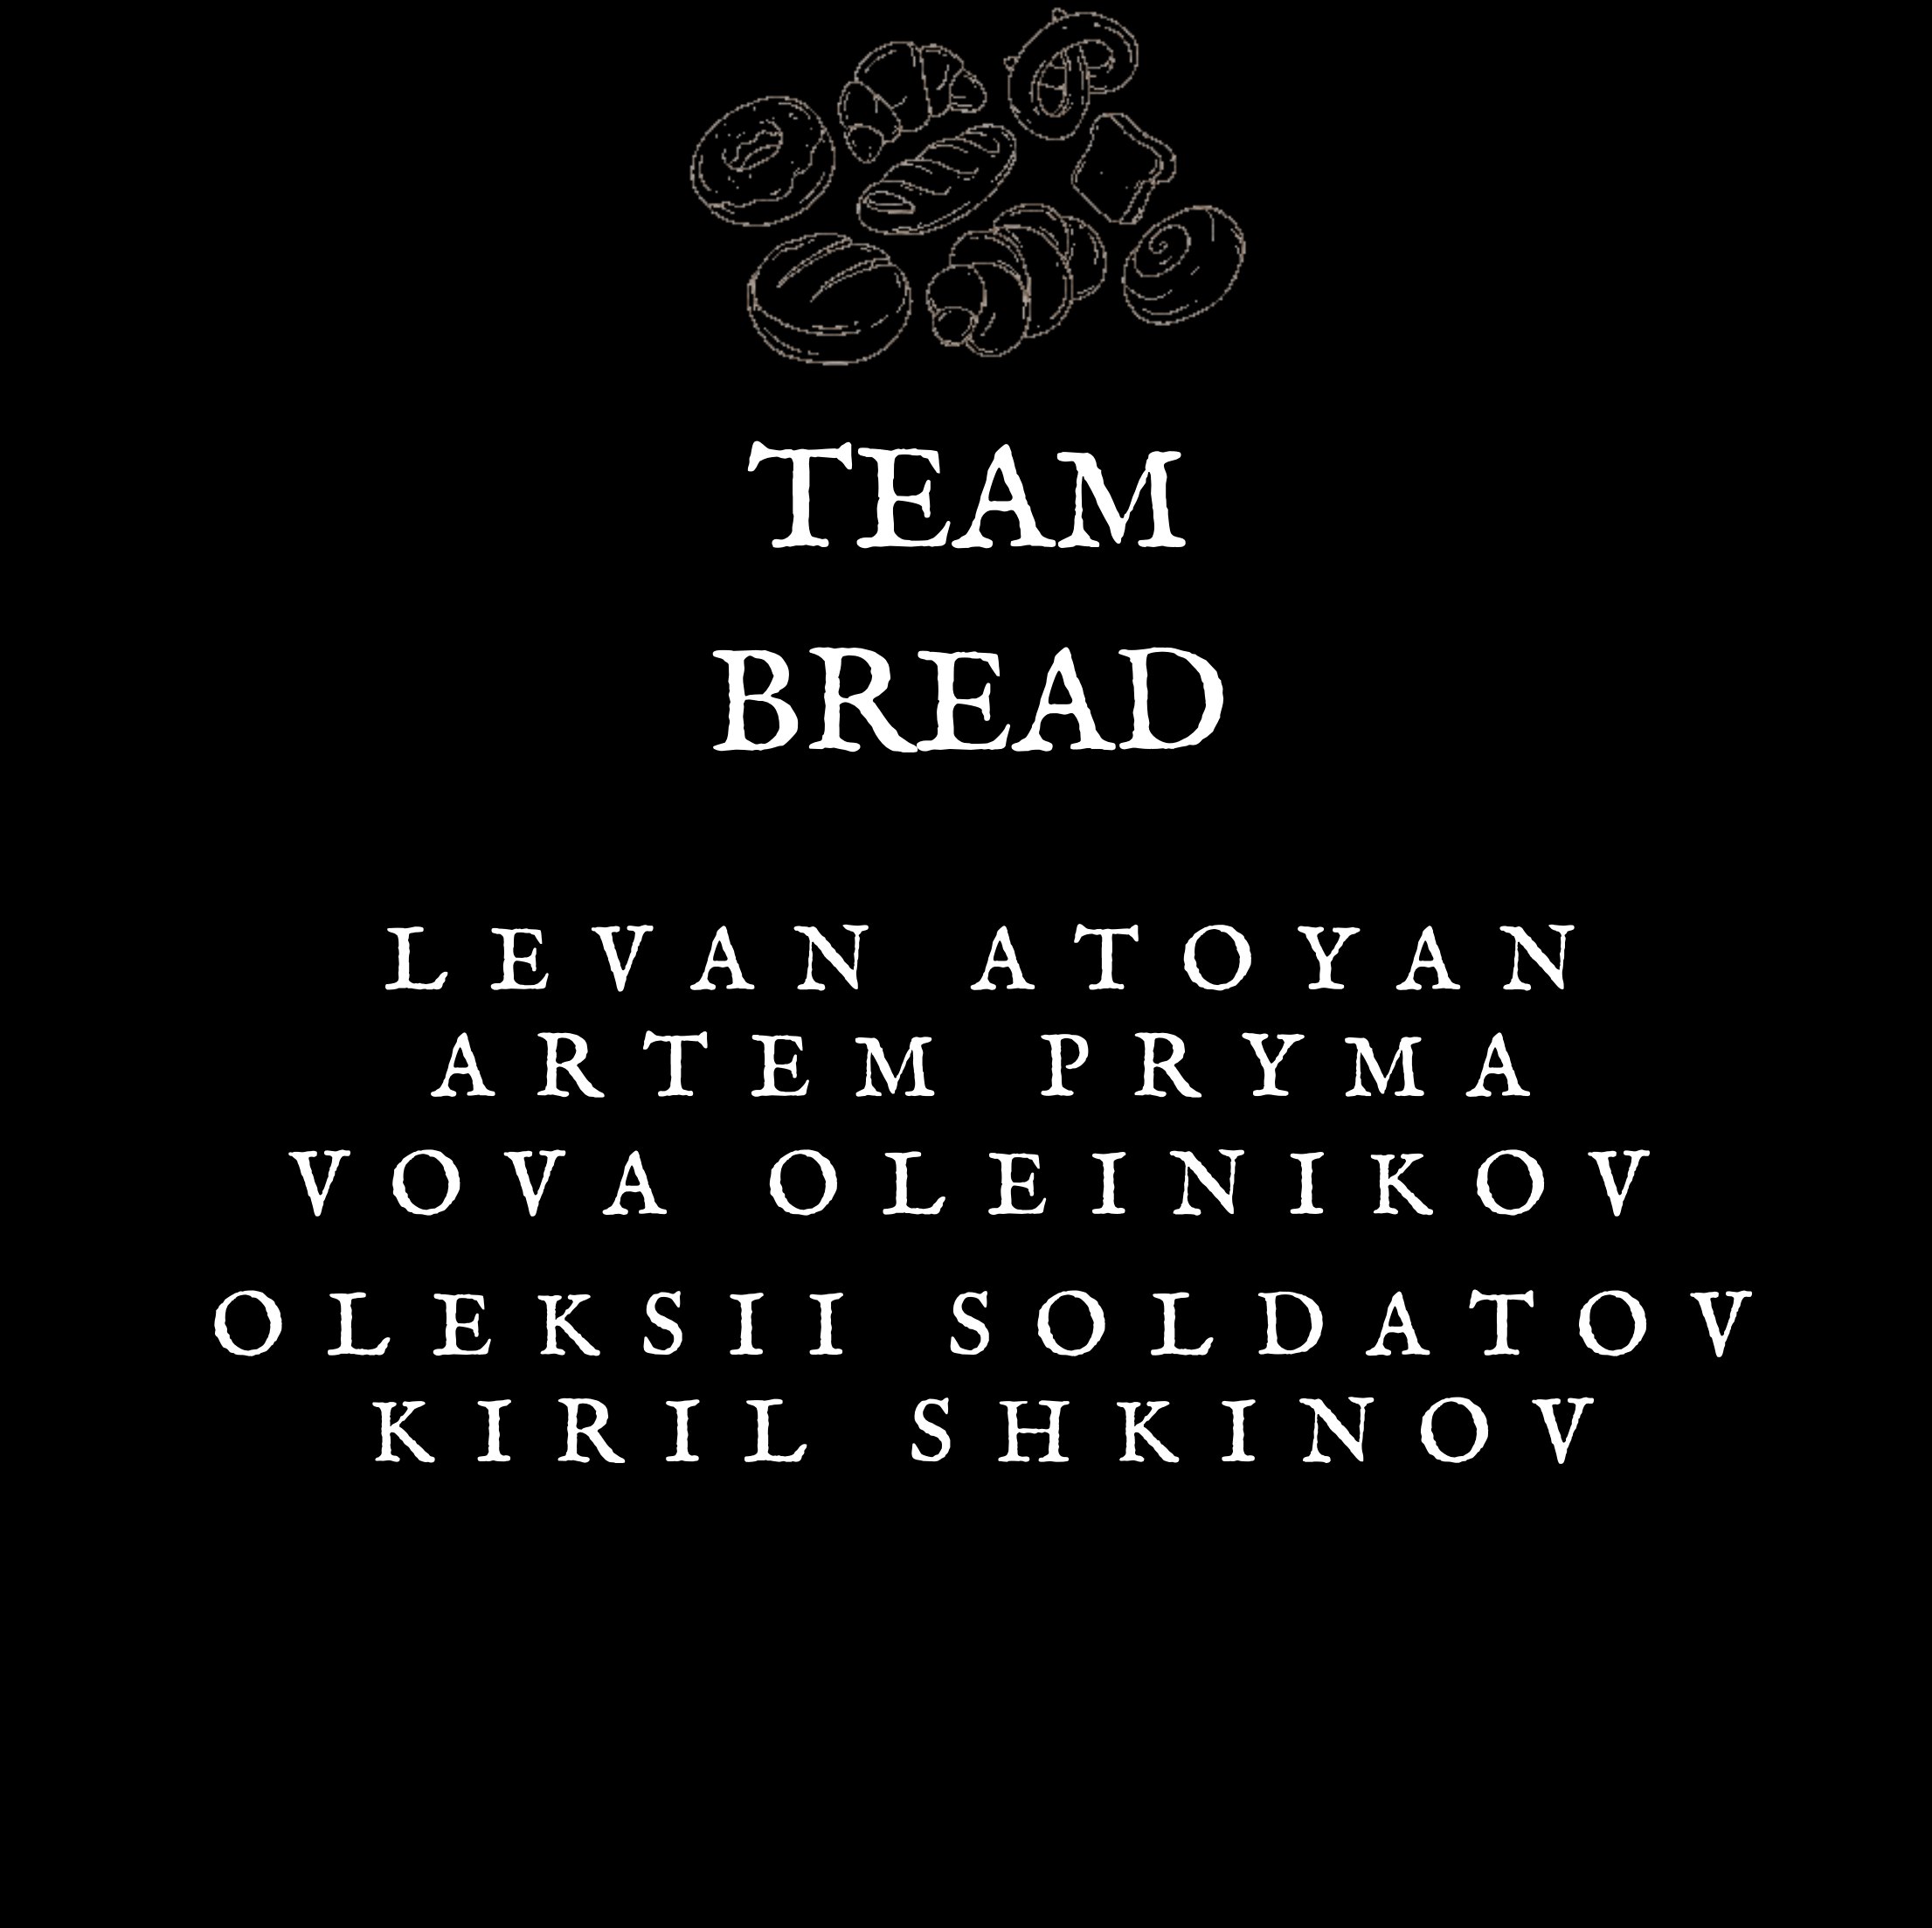 TEAM
BREAD
LEVAN ATOYAN
ARTEM PRYMA
VOVA OLEINIKOV
OLEKSII SOLDATOV
KIRIL SHKINOV